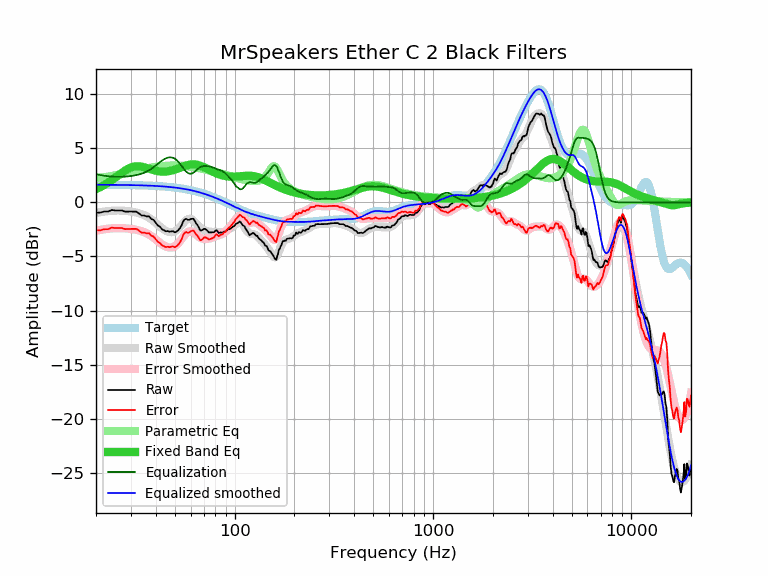 MrSpeakers Ether C 2 Black Filters
10
5
0
−5
−10
−15
−20
−25
Amplitude (dBr)
Target
Raw Smoothed
Error Smoothed
Raw
Error
Parametric Eq
Fixed Band Eq
Equalization
Equalized smoothed
100
1000
10000
Frequency (Hz)